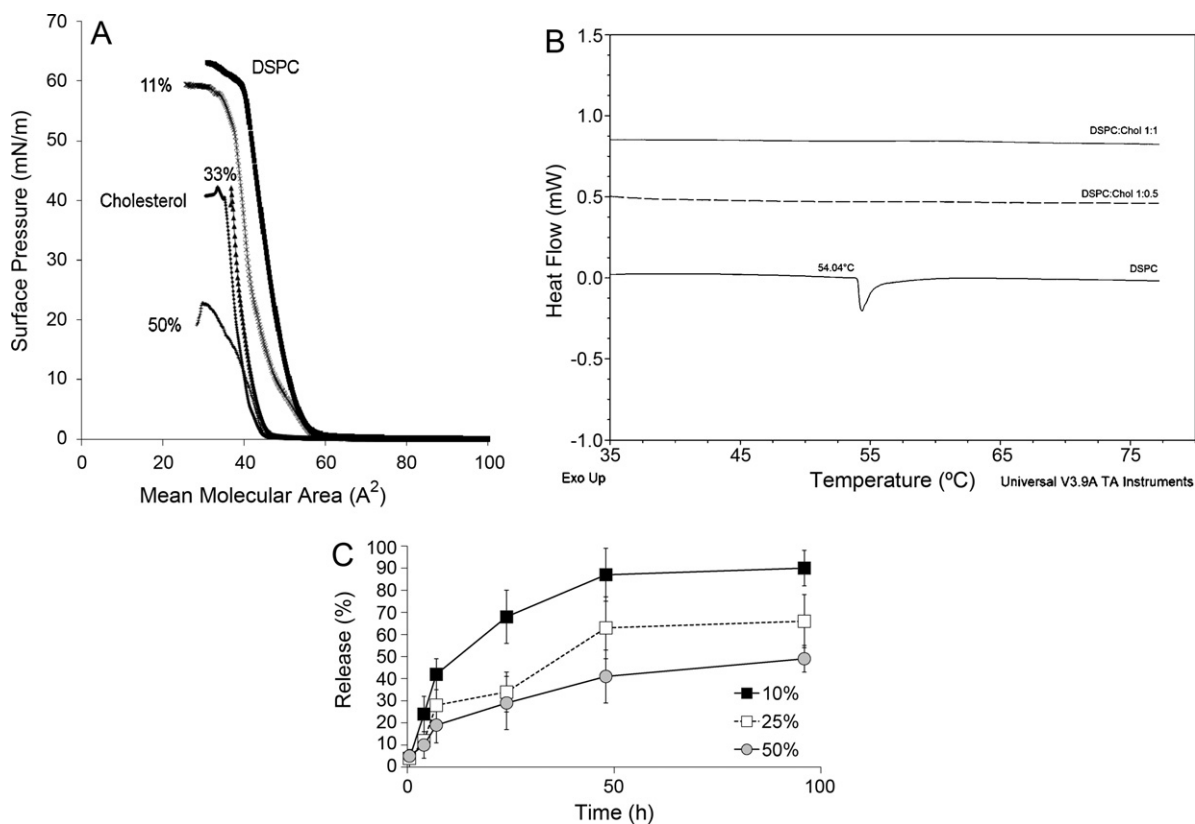 A
B
70
60
50
40
30
20
10
0
Surface Pressure (mN/m)
DSPC
11%
33%
Cholesterol
50%
0 20 40 60 80 100
Mean Molecular Area (A²)
1.5
1.0
0.5
0.0
-0.5
-1.0
Heat Flow (mW)
DSPC:Chol 1:1
DSPC:Chol 1:0.5
54.04°C
DSPC
35 45 55 65 75
Exo Up
Temperature (ºC)
Universal V3.9A TA Instruments
C
100
90
80
70
60
50
40
30
20
10
0
Release (%)
10%
25%
50%
0 50 100
Time (h)